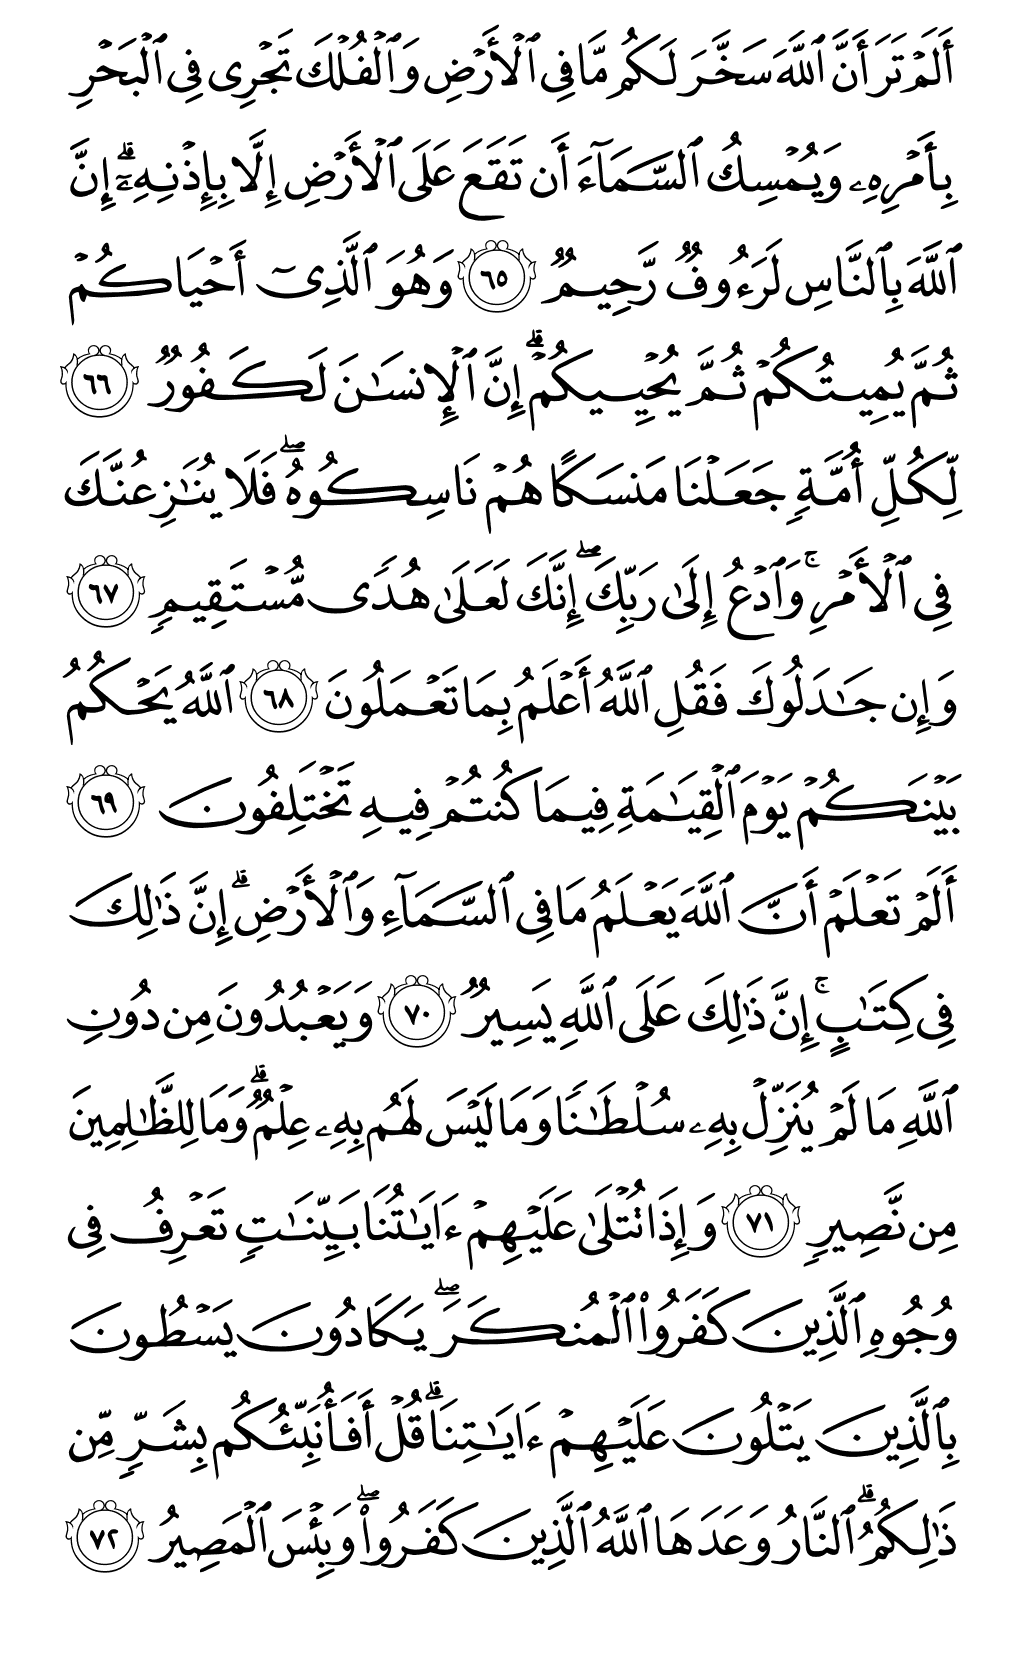 أَلَمۡ تَرَ أَنَّ ٱللَّهَ سَخَّرَ لَكُم مَّا فِي ٱلۡأَرۡضِ وَٱلۡفُلۡكَ تَجۡرِي فِي ٱلۡبَحۡرِ
بِأَمۡرِهِۦ وَيُمۡسِكُ ٱلسَّمَآءَ أَن تَقَعَ عَلَى ٱلۡأَرۡضِ إِلَّا بِإِذۡنِهِۦٓۗ إِنَّ
ٱللَّهَ بِٱلنَّاسِ لَرَءُوفٞ رَّحِيمٞ ٦٥ وَهُوَ ٱلَّذِيٓ أَحۡيَاكُمۡ
ثُمَّ يُمِيتُكُمۡ ثُمَّ يُحۡيِيكُمۡۗ إِنَّ ٱلۡإِنسَٰنَ لَكَفُورٞ ٦٦
لِّكُلِّ أُمَّةٖ جَعَلۡنَا مَنسَكًا هُمۡ نَاسِكُوهُۖ فَلَا يُنَٰزِعُنَّكَ
فِي ٱلۡأَمۡرِۚ وَٱدۡعُ إِلَىٰ رَبِّكَۖ إِنَّكَ لَعَلَىٰ هُدٗى مُّسۡتَقِيمٖ ٦٧
وَإِن جَٰدَلُوكَ فَقُلِ ٱللَّهُ أَعۡلَمُ بِمَا تَعۡمَلُونَ ٦٨ ٱللَّهُ يَحۡكُمُ
بَيۡنَكُمۡ يَوۡمَ ٱلۡقِيَٰمَةِ فِيمَا كُنتُمۡ فِيهِ تَخۡتَلِفُونَ ٦٩
أَلَمۡ تَعۡلَمۡ أَنَّ ٱللَّهَ يَعۡلَمُ مَا فِي ٱلسَّمَآءِ وَٱلۡأَرۡضِۚ إِنَّ ذَٰلِكَ
فِي كِتَٰبٍۚ إِنَّ ذَٰلِكَ عَلَى ٱللَّهِ يَسِيرٞ ٧٠ وَيَعۡبُدُونَ مِن دُونِ
ٱللَّهِ مَا لَمۡ يُنَزِّلۡ بِهِۦ سُلۡطَٰنٗا وَمَا لَيۡسَ لَهُم بِهِۦ عِلۡمٞۗ وَمَا لِلظَّٰلِمِينَ
مِن نَّصِيرٖ ٧١ وَإِذَا تُتۡلَىٰ عَلَيۡهِمۡ ءَايَٰتُنَا بَيِّنَٰتٖ تَعۡرِفُ فِي
وُجُوهِ ٱلَّذِينَ كَفَرُواْ ٱلۡمُنكَرَۖ يَكَادُونَ يَسۡطُونَ
بِٱلَّذِينَ يَتۡلُونَ عَلَيۡهِمۡ ءَايَٰتِنَاۗ قُلۡ أَفَأُنَبِّئُكُم بِشَرّٖ مِّن
ذَٰلِكُمُۚ ٱلنَّارُ وَعَدَهَا ٱللَّهُ ٱلَّذِينَ كَفَرُواْۖ وَبِئۡسَ ٱلۡمَصِيرُ ٧٢